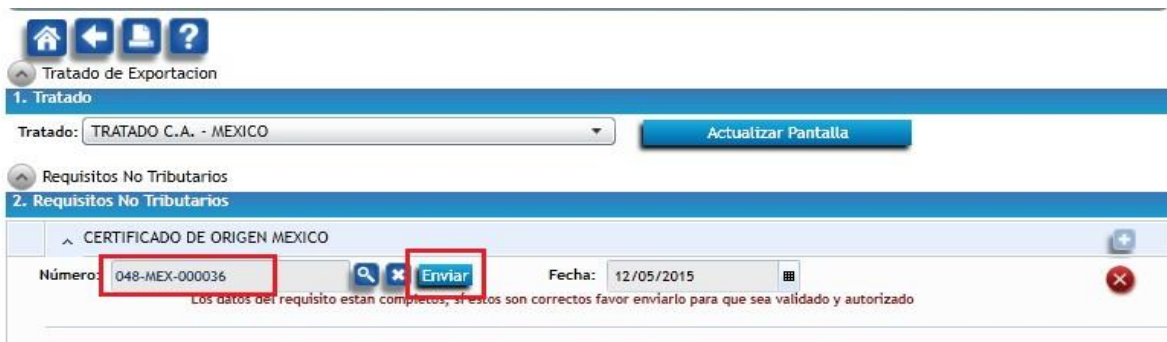 Tratado de Exportacion
1. Tratado
Tratado: TRATADO C.A. - MEXICO Actualizar Pantalla
Requisitos No Tributarios
2. Requisitos No Tributarios
CERTIFICADO DE ORIGEN MEXICO
Número: 048-MEX-000036 Enviar Fecha: 12/05/2015
Los datos del requisito estan completos, si estos son correctos favor enviarlo para que sea validado y autorizado